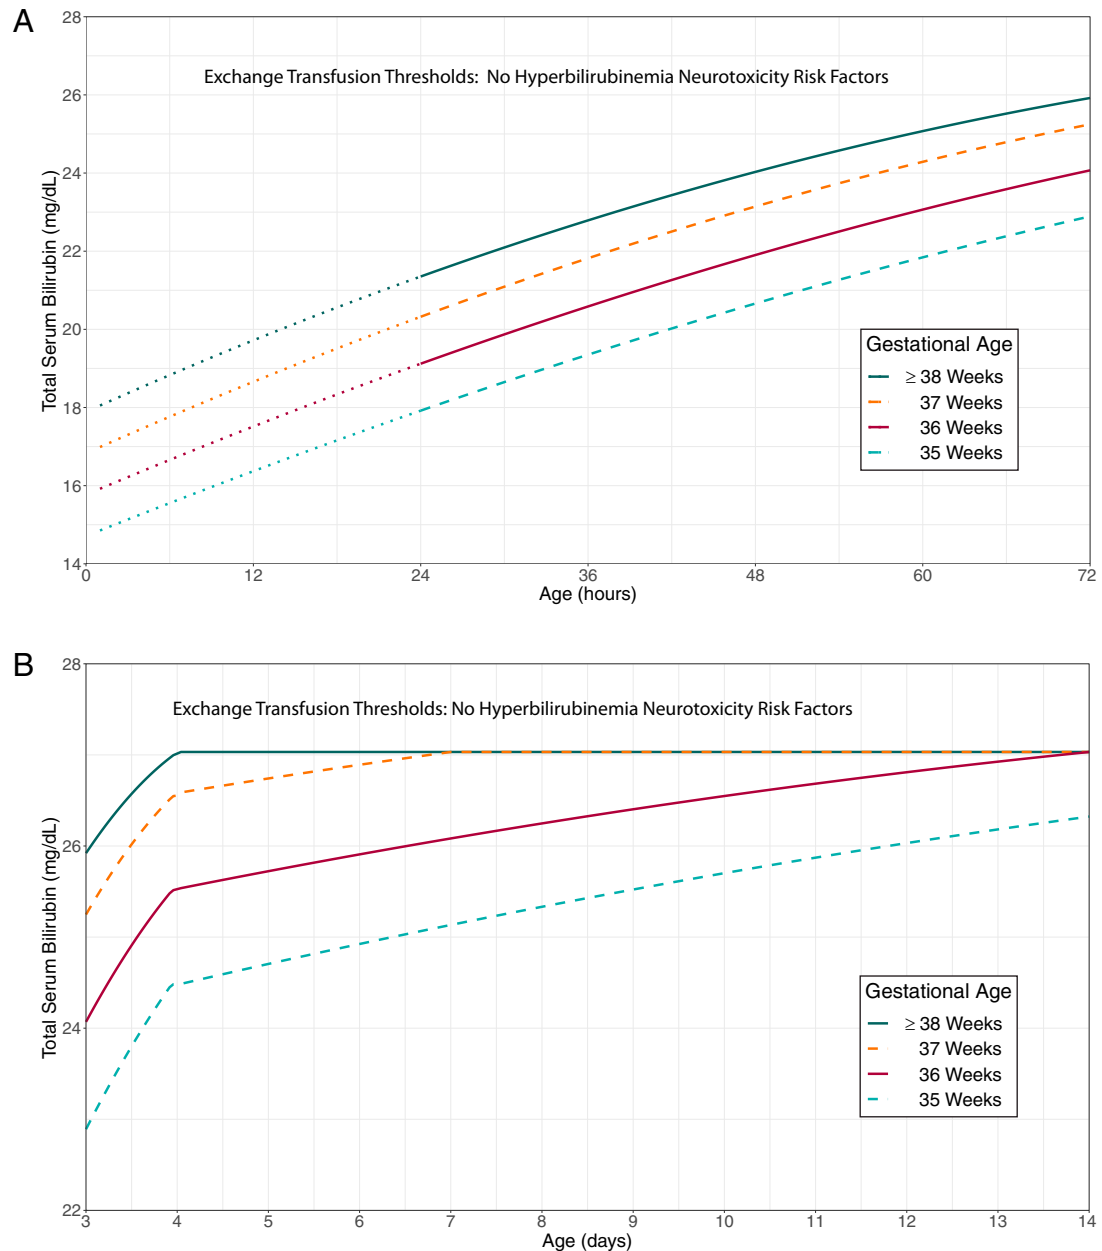 A
28
Exchange Transfusion Thresholds:  No Hyperbilirubinemia Neurotoxicity Risk Factors
26
24
22
20
18
16
14
Total Serum Bilirubin (mg/dL)
Gestational Age
≥ 38 Weeks
37 Weeks
36 Weeks
35 Weeks
0 12 24 36 48 60 72
Age (hours)
B
28
Exchange Transfusion Thresholds: No Hyperbilirubinemia Neurotoxicity Risk Factors
26
24
22
Total Serum Bilirubin (mg/dL)
Gestational Age
≥ 38 Weeks
37 Weeks
36 Weeks
35 Weeks
3 4 5 6 7 8 9 10 11 12 13 14
Age (days)